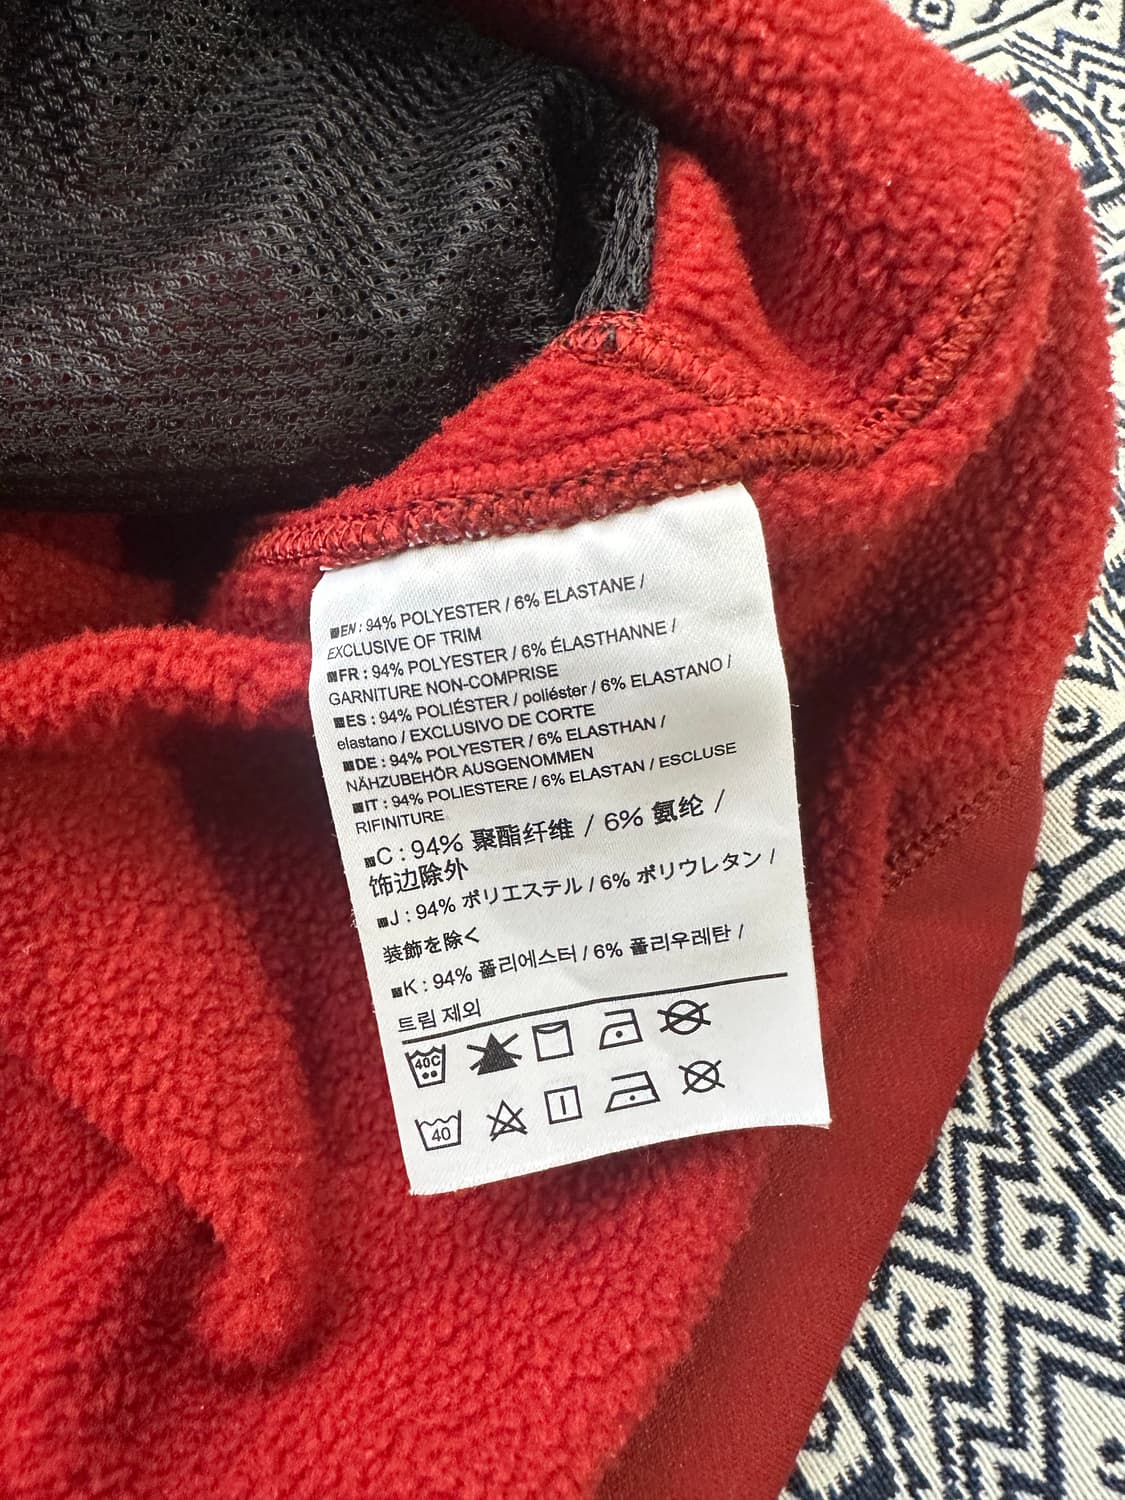 EN : 94% POLYESTER / 6% ELASTANE /
EXCLUSIVE OF TRIM
FR : 94% POLYESTER / 6% ÉLASTHANNE /
GARNITURE NON-COMPRISE
ES : 94% POLIÉSTER / poliéster / 6% ELASTANO /
elastano / EXCLUSIVO DE CORTE
DE : 94% POLYESTER / 6% ELASTHAN /
NÄHZUBEHÖR AUSGENOMMEN
IT : 94% POLIESTERE / 6% ELASTAN / ESCLUSE
RIFINITURE
C : 94% 聚酯纤维 / 6% 氨纶 /
饰边除外
J : 94% ポリエステル / 6% ポリウレタン /
装飾を除く
K : 94% 폴리에스터 / 6% 폴리우레탄 /
트림 제외
40C
40